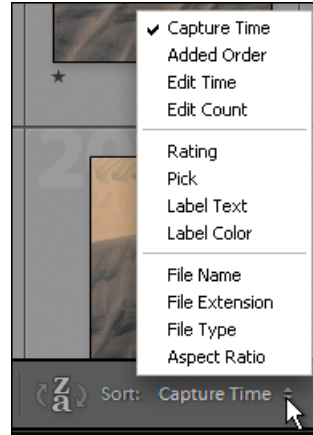 Capture Time
Added Order
Edit Time
Edit Count
Rating
Pick
Label Text
Label Color
20
File Name
File Extension
File Type
Aspect Ratio
Z
a
Sort: Capture Time